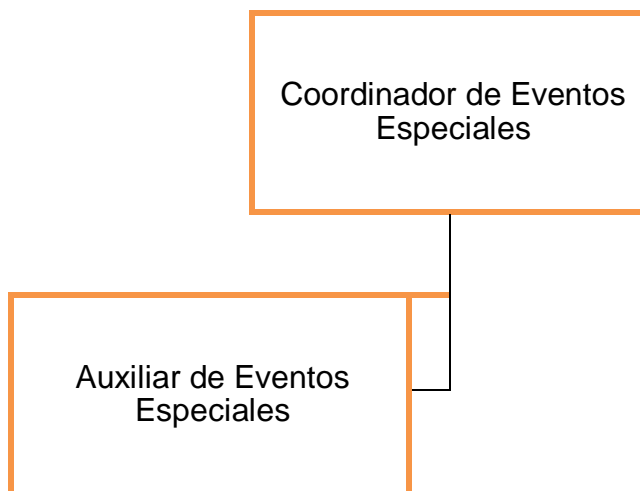 Coordinador de Eventos
Especiales
Auxiliar de Eventos
Especiales